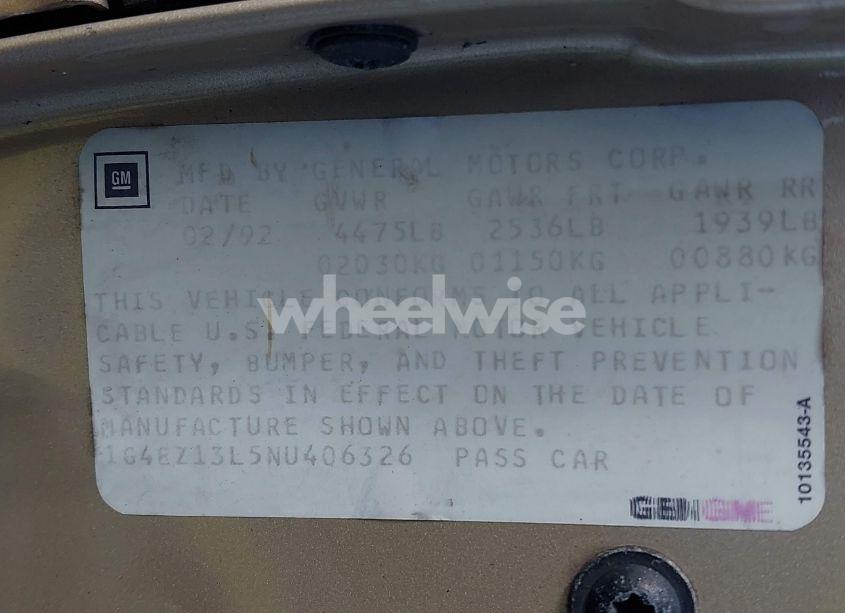 GM
MFD BY GENERAL MOTORS CORP.
DATE GVWR GAWR FRT GAWR RR
02/92 4475LB 2536LB 1939LB
02030KG 01150KG 00880KG
THIS VEHICLE CONFORMS TO ALL APPLI-
CABLE U.S. FEDERAL MOTOR VEHICLE
SAFETY, BUMPER, AND THEFT PREVENTION
STANDARDS IN EFFECT ON THE DATE OF
MANUFACTURE SHOWN ABOVE.
1G4EZ13L5NU406326 PASS CAR
10135543-A
wheelwise